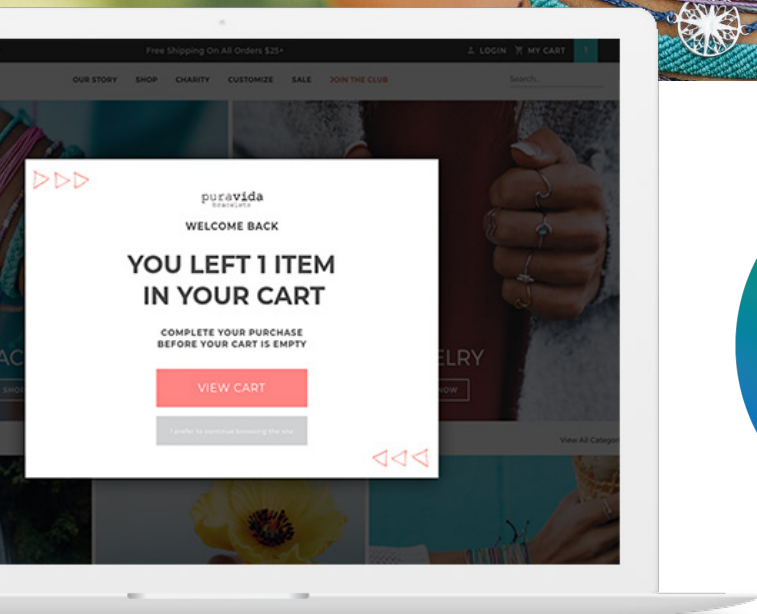 Free Shipping On All Orders $25+
LOGIN MY CART 1
OUR STORY SHOP CHARITY CUSTOMIZE SALE JOIN THE CLUB Search...
puravida
bracelets
WELCOME BACK
YOU LEFT 1 ITEM
IN YOUR CART
COMPLETE YOUR PURCHASE
BEFORE YOUR CART IS EMPTY
VIEW CART
I prefer to continue browsing the site
View All